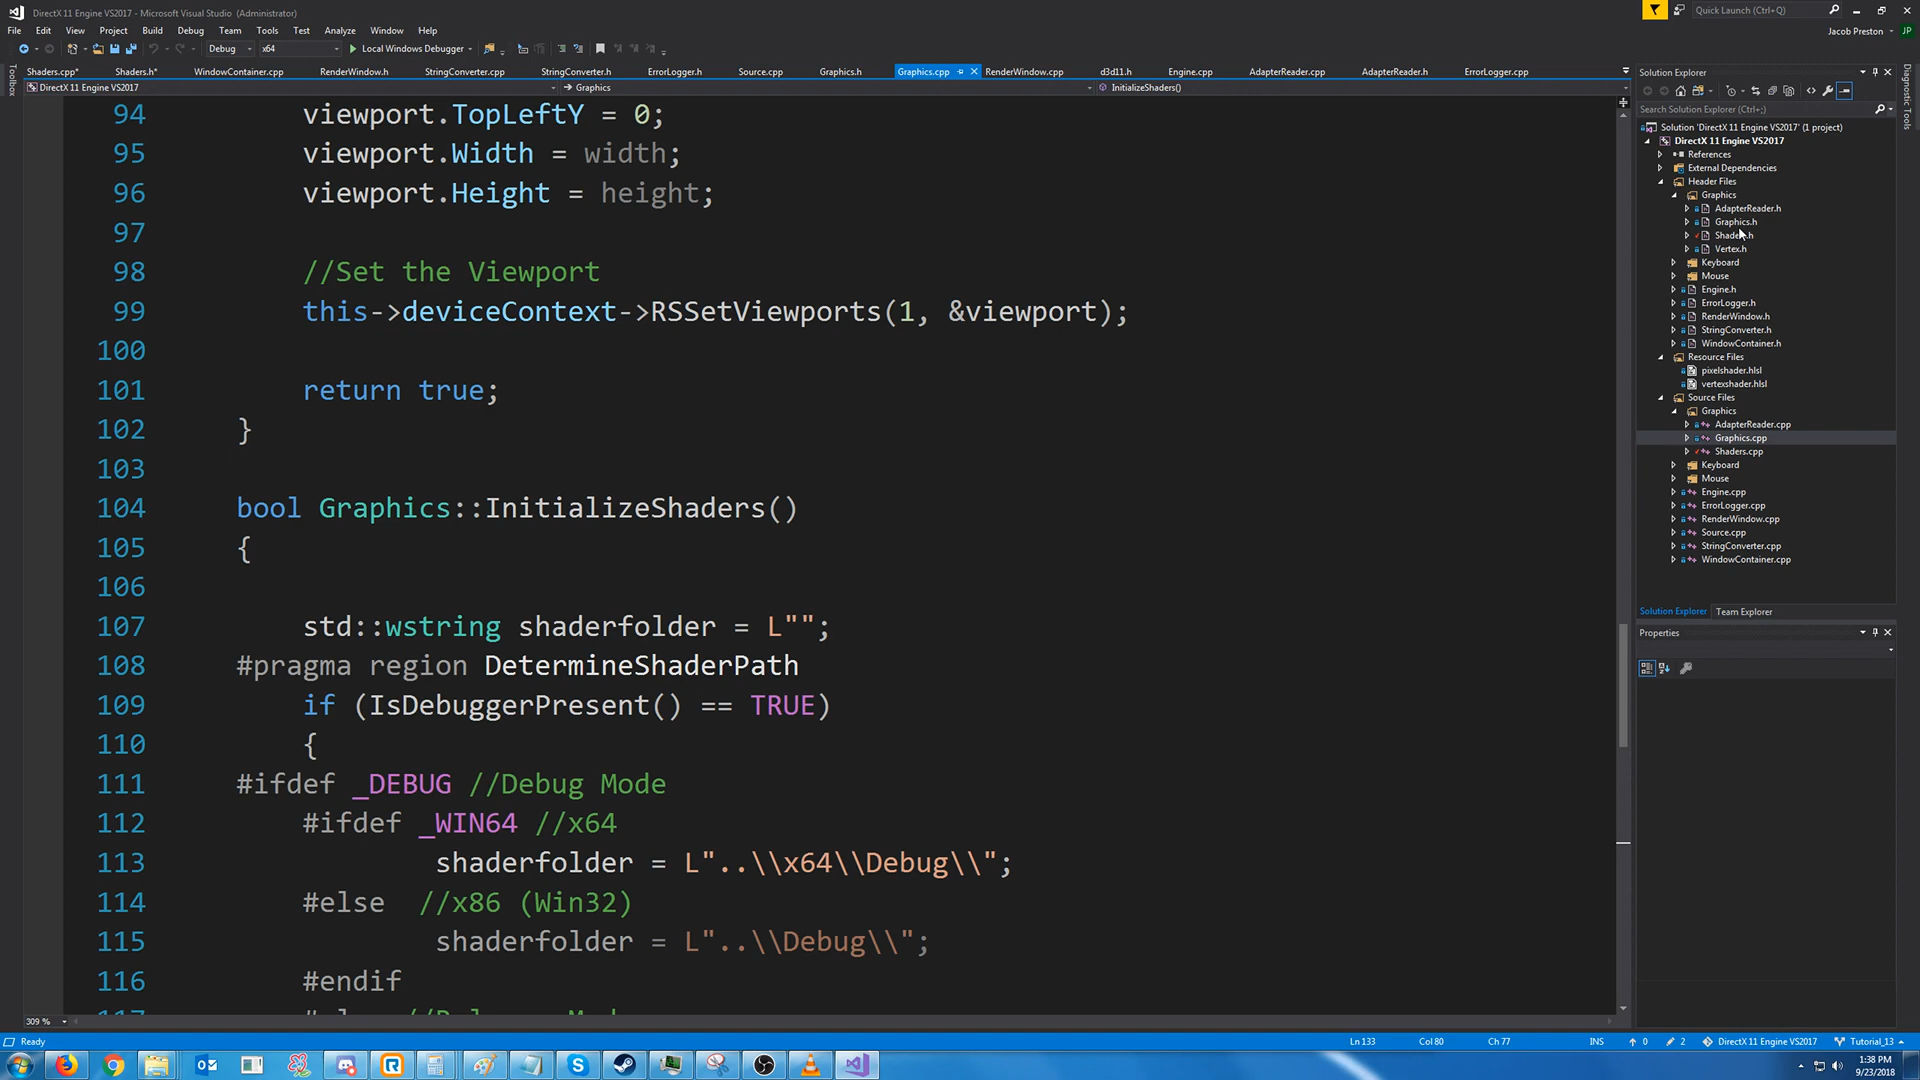 DirectX 11 Engine VS2017 - Microsoft Visual Studio (Administrator)
Quick Launch (Ctrl+Q)
File Edit View Project Build Debug Team Tools Test Analyze Window Help
Jacob Preston JP
Debug x64 Local Windows Debugger
Toolbox
Shaders.cpp* Shaders.h* WindowContainer.cpp RenderWindow.h StringConverter.cpp StringConverter.h ErrorLogger.h Source.cpp Graphics.h Graphics.cpp RenderWindow.cpp d3d11.h Engine.cpp AdapterReader.cpp AdapterReader.h ErrorLogger.cpp
DirectX 11 Engine VS2017 Graphics InitializeShaders()
94 viewport.TopLeftY = 0;
95 viewport.Width = width;
96 viewport.Height = height;
97
98 //Set the Viewport
99 this->deviceContext->RSSetViewports(1, &viewport);
100
101 return true;
102 }
103
104 bool Graphics::InitializeShaders()
105 {
106
107 std::wstring shaderfolder = L"";
108 #pragma region DetermineShaderPath
109 if (IsDebuggerPresent() == TRUE)
110 {
111 #ifdef _DEBUG //Debug Mode
112 #ifdef _WIN64 //x64
113 shaderfolder = L"..\\x64\\Debug\\";
114 #else //x86 (Win32)
115 shaderfolder = L"..\\Debug\\";
116 #endif
309 %
Solution Explorer
Search Solution Explorer (Ctrl+;)
Solution 'DirectX 11 Engine VS2017' (1 project)
DirectX 11 Engine VS2017
References
External Dependencies
Header Files
Graphics
AdapterReader.h
Graphics.h
Vertex.h
Keyboard
Mouse
Engine.h
ErrorLogger.h
RenderWindow.h
StringConverter.h
WindowContainer.h
Resource Files
pixelshader.hlsl
vertexshader.hlsl
Source Files
Graphics
AdapterReader.cpp
Graphics.cpp
Shaders.cpp
Keyboard
Mouse
Engine.cpp
ErrorLogger.cpp
RenderWindow.cpp
Source.cpp
StringConverter.cpp
WindowContainer.cpp
Solution Explorer Team Explorer
Properties
Diagnostic Tools
Ready Ln 133 Col 80 Ch 77 INS 0 2 DirectX 11 Engine VS2017 Tutorial_13
1:38 PM
9/23/2018